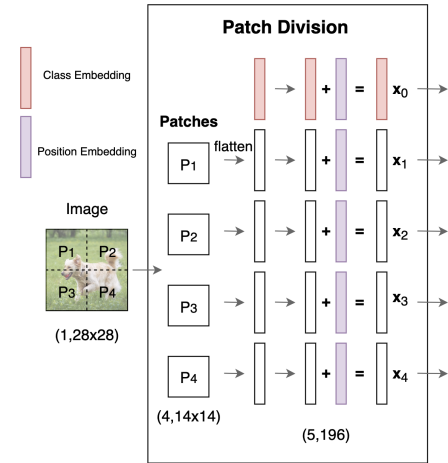 Patch Division
Class Embedding
+ = x0
Patches
flatten
Position Embedding
P1
+ = x1
Image
P1 P2
P3 P4
P2
+ = x2
(1,28x28)
P3
+ = x3
P4
+ = x4
(4,14x14)
(5,196)